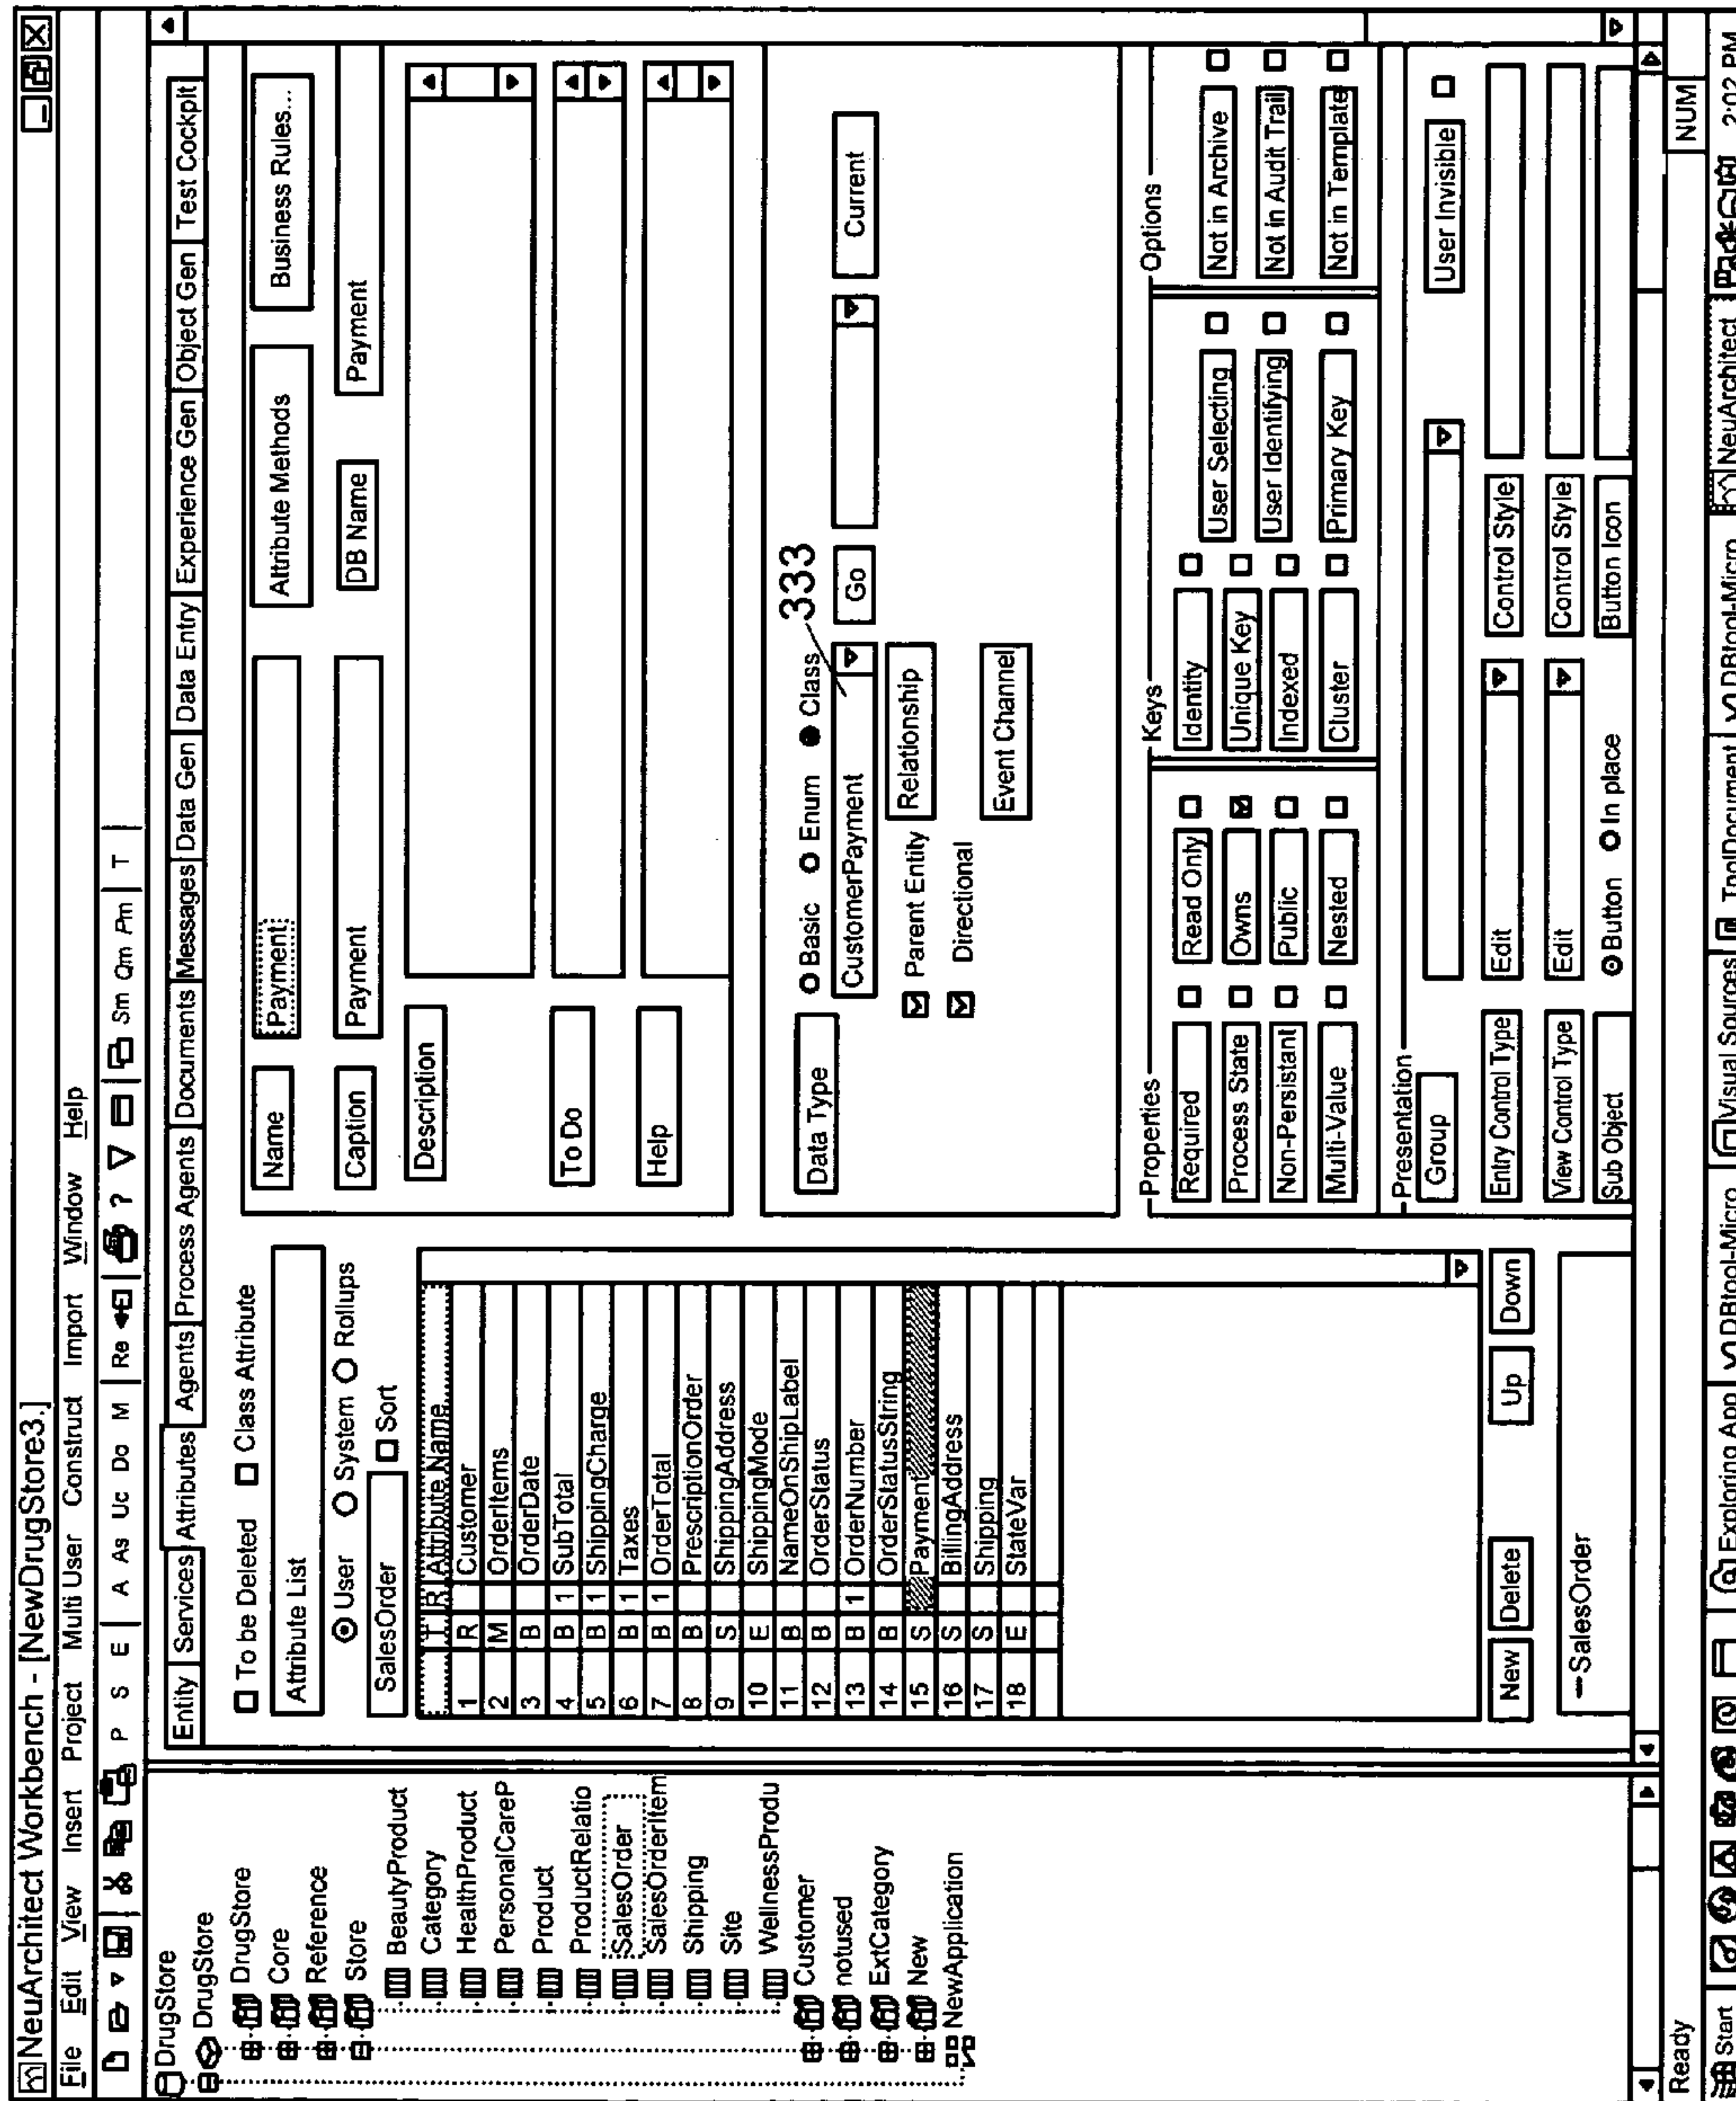 NeuArchitect Workbench - [NewDrugStore3.]
File Edit View Insert Project Multi User Construct Import Window Help
P S E A As Uc Do M Re ? Sm Qm Pm T
DrugStore
DrugStore
DrugStore
Core
Reference
Store
BeautyProduct
Category
HealthProduct
PersonalCareP
Product
ProductRelatio
SalesOrder
SalesOrderItem
Shipping
Site
WellnessProdu
Customer
notused
ExtCategory
New
NewApplication
Entity Services Attributes Agents Process Agents Documents Messages Data Gen Data Entry Experience Gen Object Gen Test Cockpit
To be Deleted Class Attribute
Attribute List
User System Rollups
SalesOrder Sort
T R Attribute Name
1 R Customer
2 M OrderItems
3 B OrderDate
4 B 1 SubTotal
5 B 1 ShippingCharge
6 B 1 Taxes
7 B 1 OrderTotal
8 B PrescriptionOrder
9 S ShippingAddress
10 E ShippingMode
11 B NameOnShipLabel
12 B OrderStatus
13 B 1 OrderNumber
14 B OrderStatusString
15 S Payment
16 S BillingAddress
17 S Shipping
18 E StateVar
New Delete Up Down
SalesOrder
Name Payment Attribute Methods Business Rules...
Caption Payment DB Name Payment
Description
To Do
Help
333
Data Type Basic Enum Class
CustomerPayment Go Current
Parent Entity Relationship
Directional
Event Channel
Properties Keys Options
Required Read Only Identity User Selecting Not in Archive
Process State Owns Unique Key User Identifying Not in Audit Trail
Non-Persistant Public Indexed Primary Key Not in Template
Multi-Value Nested Cluster
Presentation
Group User Invisible
Entry Control Type Edit Control Style
View Control Type Edit Control Style
Sub Object Button In place Button Icon
Ready NUM
Start Exploring App DBtool-Micro Visual Sources ToolDocument DBtool-Micro NeuArchitect 2:02 PM